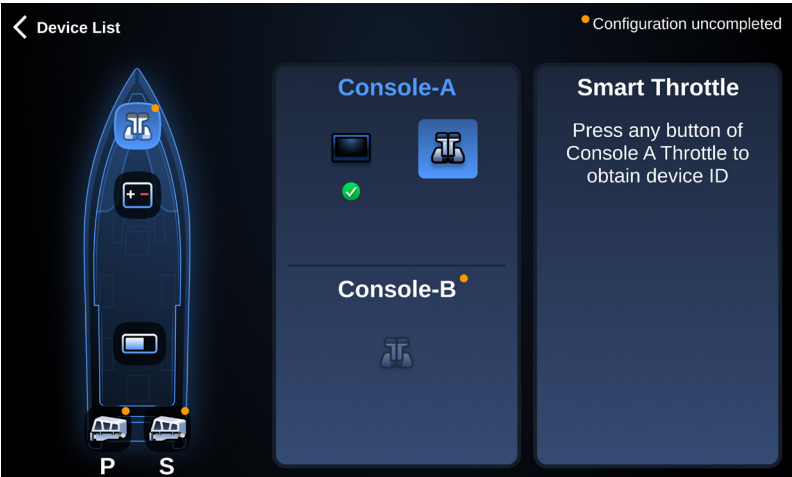 Device List
Configuration uncompleted
Console-A
Smart Throttle
Press any button of
Console A Throttle to
obtain device ID
Console-B
P
S